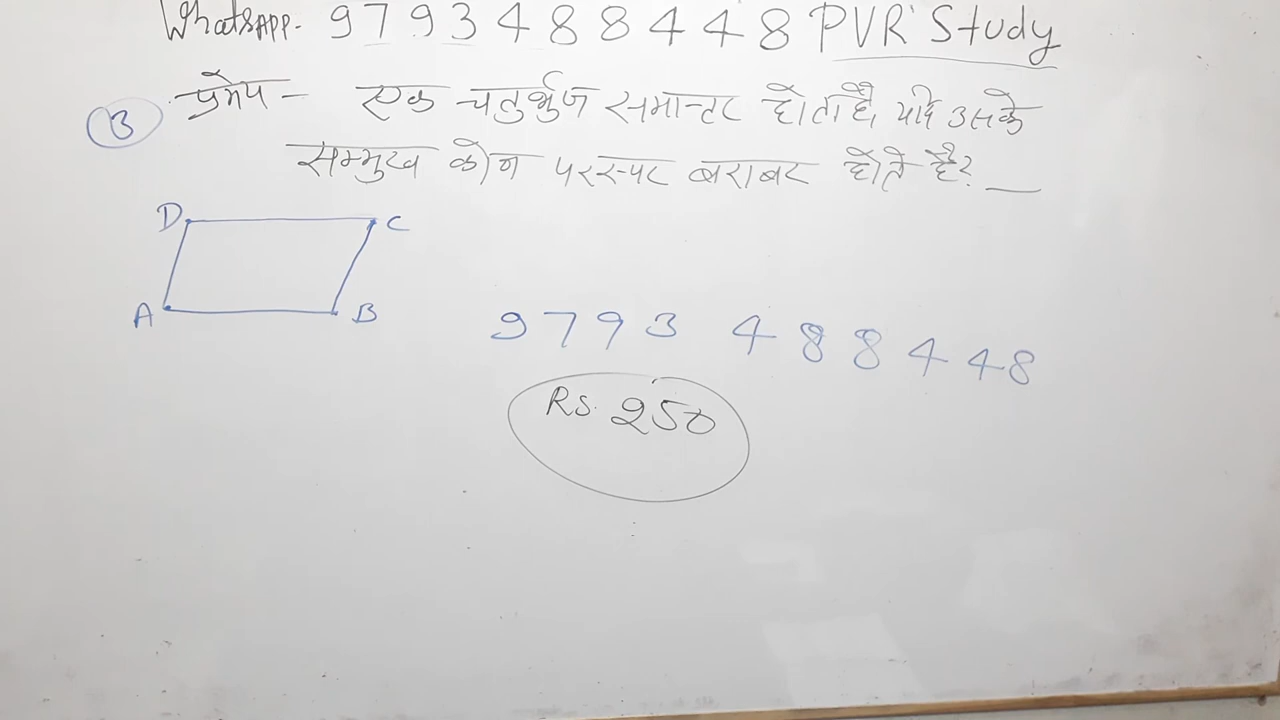 WhatsAPP- 9793488448 PVR Study
3 प्रमेय - एक चतुर्भुज समान्तर होता है, यदि उसके
सम्मुख कोण परस्पर बराबर होते है?
D C
A B
9793 488448
Rs. 250